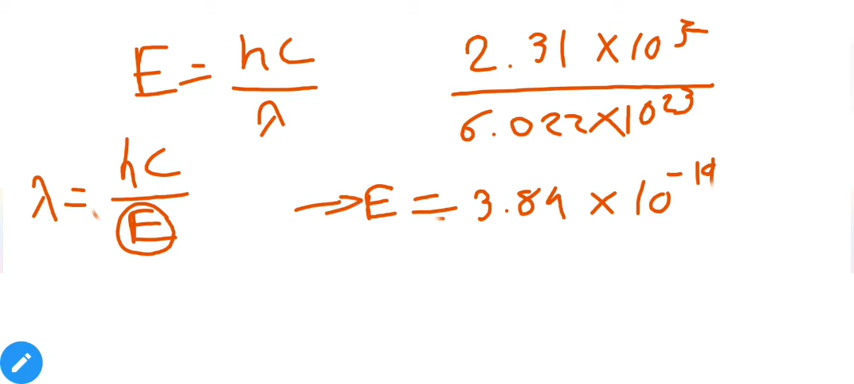 E = hc/λ
2.31 × 10⁵ / 6.022 × 10²³
λ = hc/E
→ E = 3.84 × 10⁻¹⁹